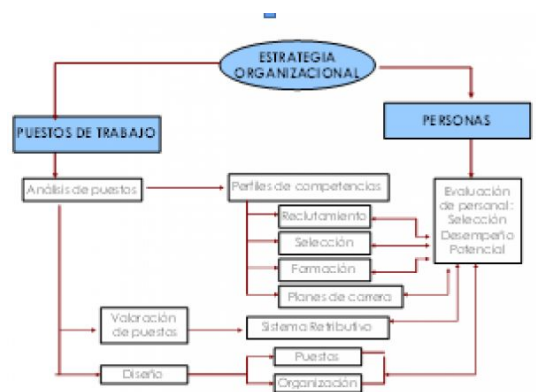 ESTRATEGIA
ORGANIZACIONAL
PUESTOS DE TRABAJO
PERSONAS
Análisis de puestos
Perfiles de competencias
Evaluación
de personal:
Selección
Desempeño
Potencial
Reclutamiento
Selección
Formación
Planes de carrera
Valoración
de puestos
Sistema Retributivo
Diseño
Puestos
Organización